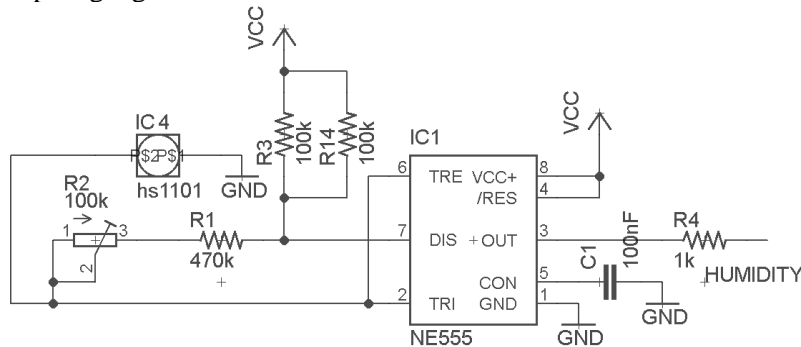 VCC
IC4
P$2P$1
hs1101
GND
R2
100k
1
3
2
R1
470k
R3
100k
R14
100k
IC1
6
TRE
VCC+
8
/RES
4
VCC
7
DIS
OUT
3
R4
1k
HUMIDITY
C1
100nF
CON
5
2
TRI
GND
1
NE555
GND
GND